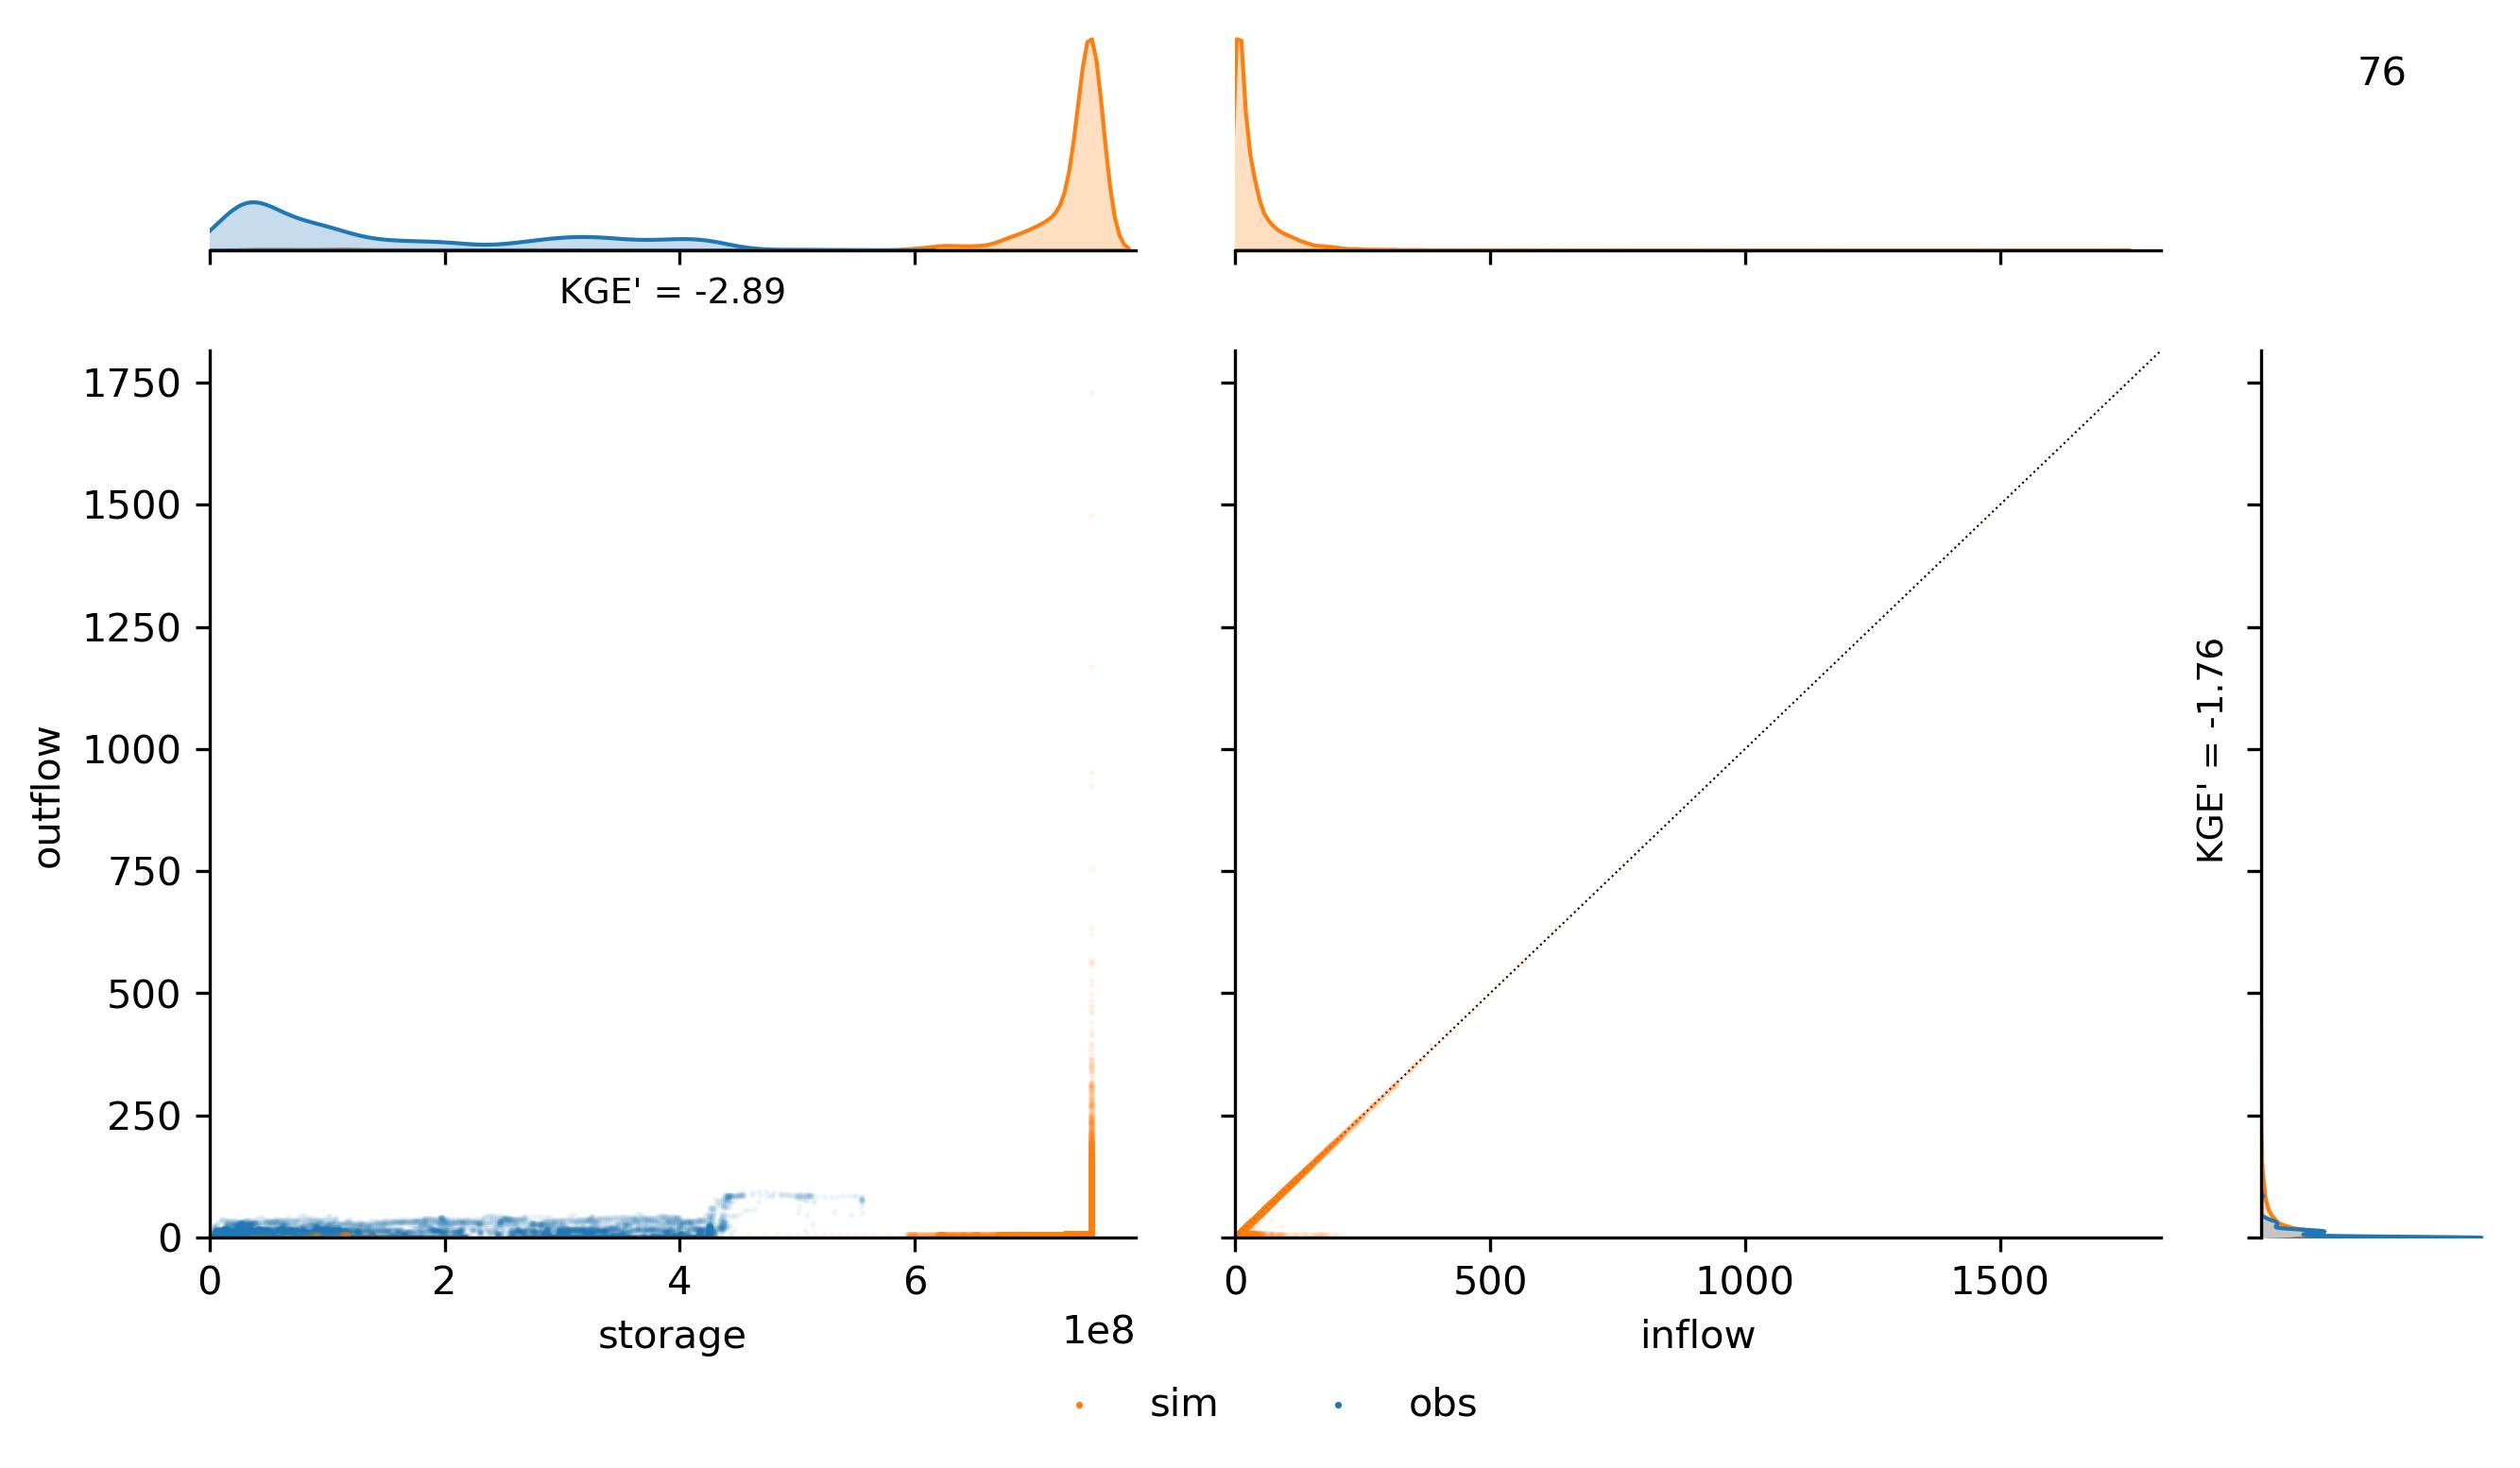 76
KGE' = -2.89
1750
1500
1250
1000
750
500
250
0
outflow
KGE' = -1.76
0 2 4 6
0 500 1000 1500
storage
1e8
inflow
sim obs